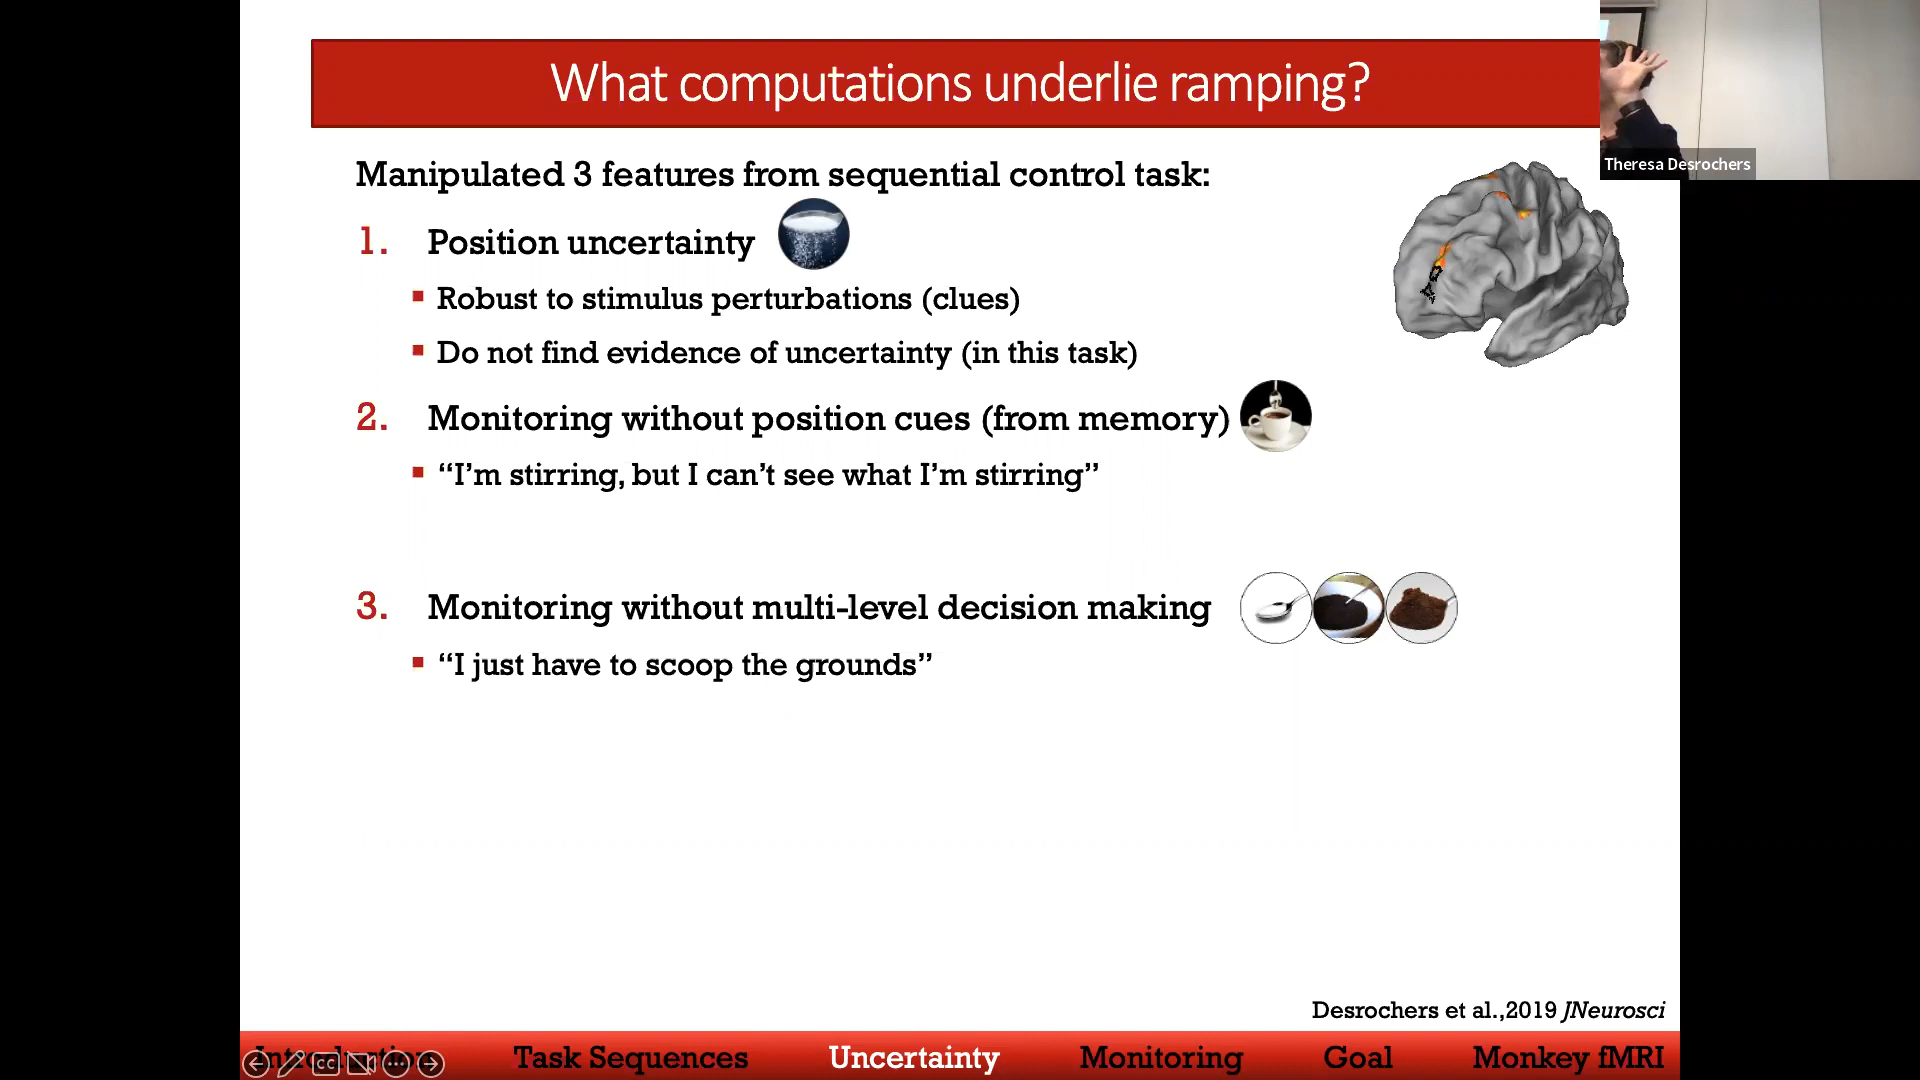 What computations underlie ramping?
Theresa Desrochers
Manipulated 3 features from sequential control task:
1. Position uncertainty
▪ Robust to stimulus perturbations (clues)
▪ Do not find evidence of uncertainty (in this task)
2. Monitoring without position cues (from memory)
▪ “I’m stirring, but I can’t see what I’m stirring”
3. Monitoring without multi-level decision making
▪ “I just have to scoop the grounds”
Desrochers et al.,2019 JNeurosci
Introduction Task Sequences Uncertainty Monitoring Goal Monkey fMRI
CC